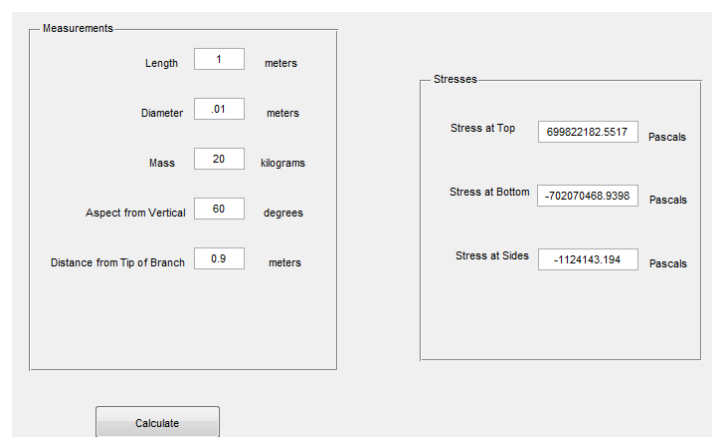 Measurements
Length 1 meters
Diameter .01 meters
Mass 20 kilograms
Aspect from Vertical 60 degrees
Distance from Tip of Branch 0.9 meters
Calculate
Stresses
Stress at Top 699822182.5517 Pascals
Stress at Bottom -702070468.9398 Pascals
Stress at Sides -1124143.194 Pascals